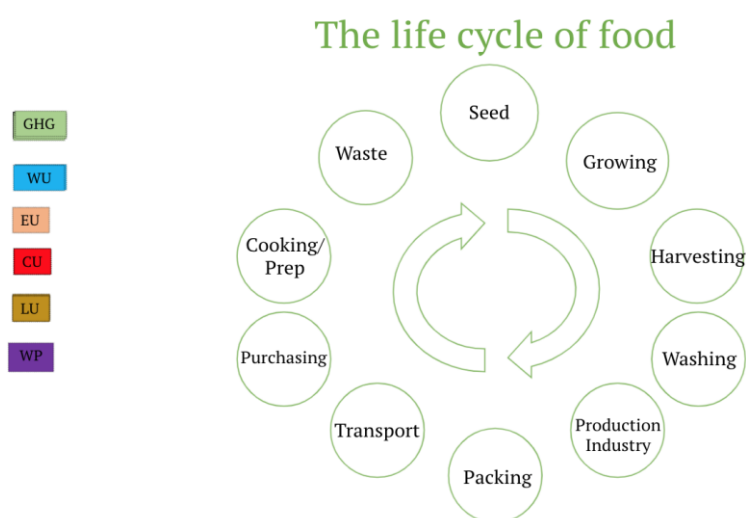 The life cycle of food
GHG
WU
EU
CU
LU
WP
Seed
Growing
Harvesting
Washing
Production
Industry
Packing
Transport
Purchasing
Cooking/
Prep
Waste